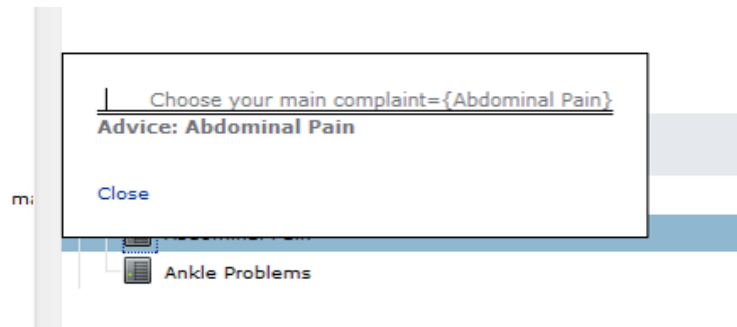 Choose your main complaint={Abdominal Pain}
Advice: Abdominal Pain
Close
Ankle Problems